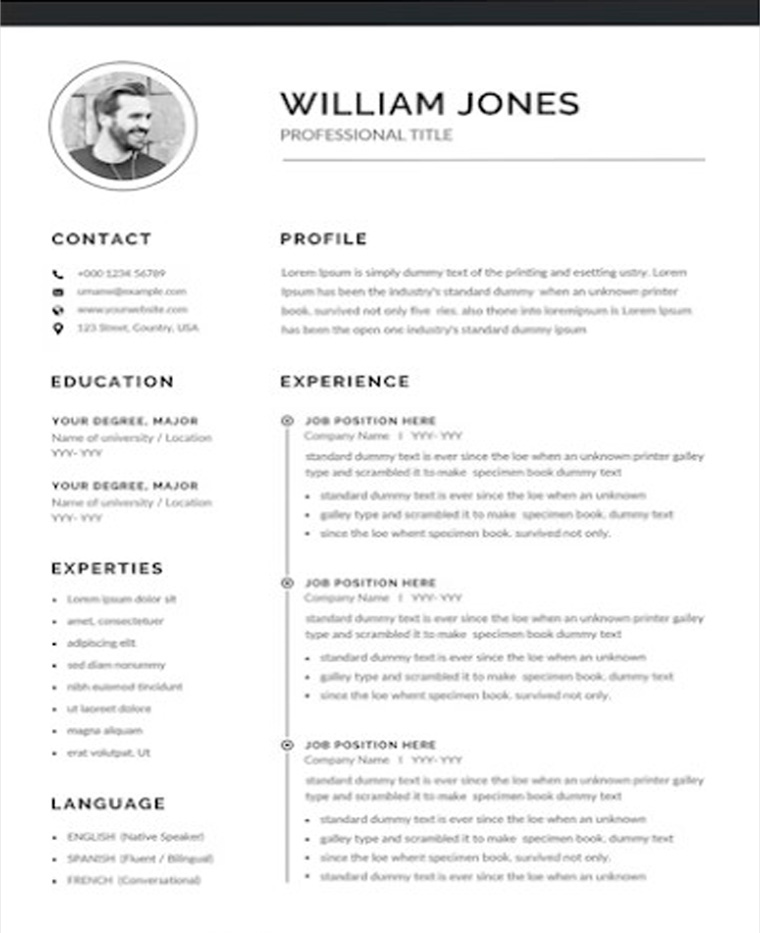 WILLIAM JONES
PROFESSIONAL TITLE
CONTACT
+000 1234 56789
urname@example.com
www.yourwebsite.com
123 Street, Country, USA
EDUCATION
YOUR DEGREE, MAJOR
Name of university / Location
YYY- YYY
YOUR DEGREE, MAJOR
Name of university / Location
YYY- YYY
EXPERTIES
Lorem ipsum dolor sit
amet, consectetuer
adipiscing elit
sed diam nonummy
nibh euismod tincidunt
ut laoreet dolore
magna aliquam
erat volutpat, Ut
LANGUAGE
ENGLISH (Native Speaker)
SPANISH (Fluent / Bilingual)
FRENCH (Conversational)
PROFILE
Lorem Ipsum is simply dummy text of the printing and esetting ustry. Lorem
Ipsum has been the industry's standard dummy when an unknown printer
book, survived not only five ries, also thone into loremipsum is Lorem Ipsum
has been the open one industry's standard dummy ipsum
EXPERIENCE
JOB POSITION HERE
Company Name I YYY- YYY
standard dummy text is ever since the loe when an unknown printer galley
type and scrambled it to make specimen book dummy text
standard dummy text is ever since the loe when an unknown
galley type and scrambled it to make specimen book, dummy text
since the loe whent specimen book, survived not only.
JOB POSITION HERE
Company Name I YYY- YYY
standard dummy text is ever since the loe when an unknown printer galley
type and scrambled it to make specimen book dummy text
standard dummy text is ever since the loe when an unknown
galley type and scrambled it to make specimen book, dummy text
since the loe whent specimen book, survived not only.
JOB POSITION HERE
Company Name I YYY- YYY
standard dummy text is ever since the loe when an unknown printer galley
type and scrambled it to make specimen book dummy text
standard dummy text is ever since the loe when an unknown
galley type and scrambled it to make specimen book, dummy text
since the loe whent specimen book, survived not only.
standard dummy text is ever since the loe when an unknown